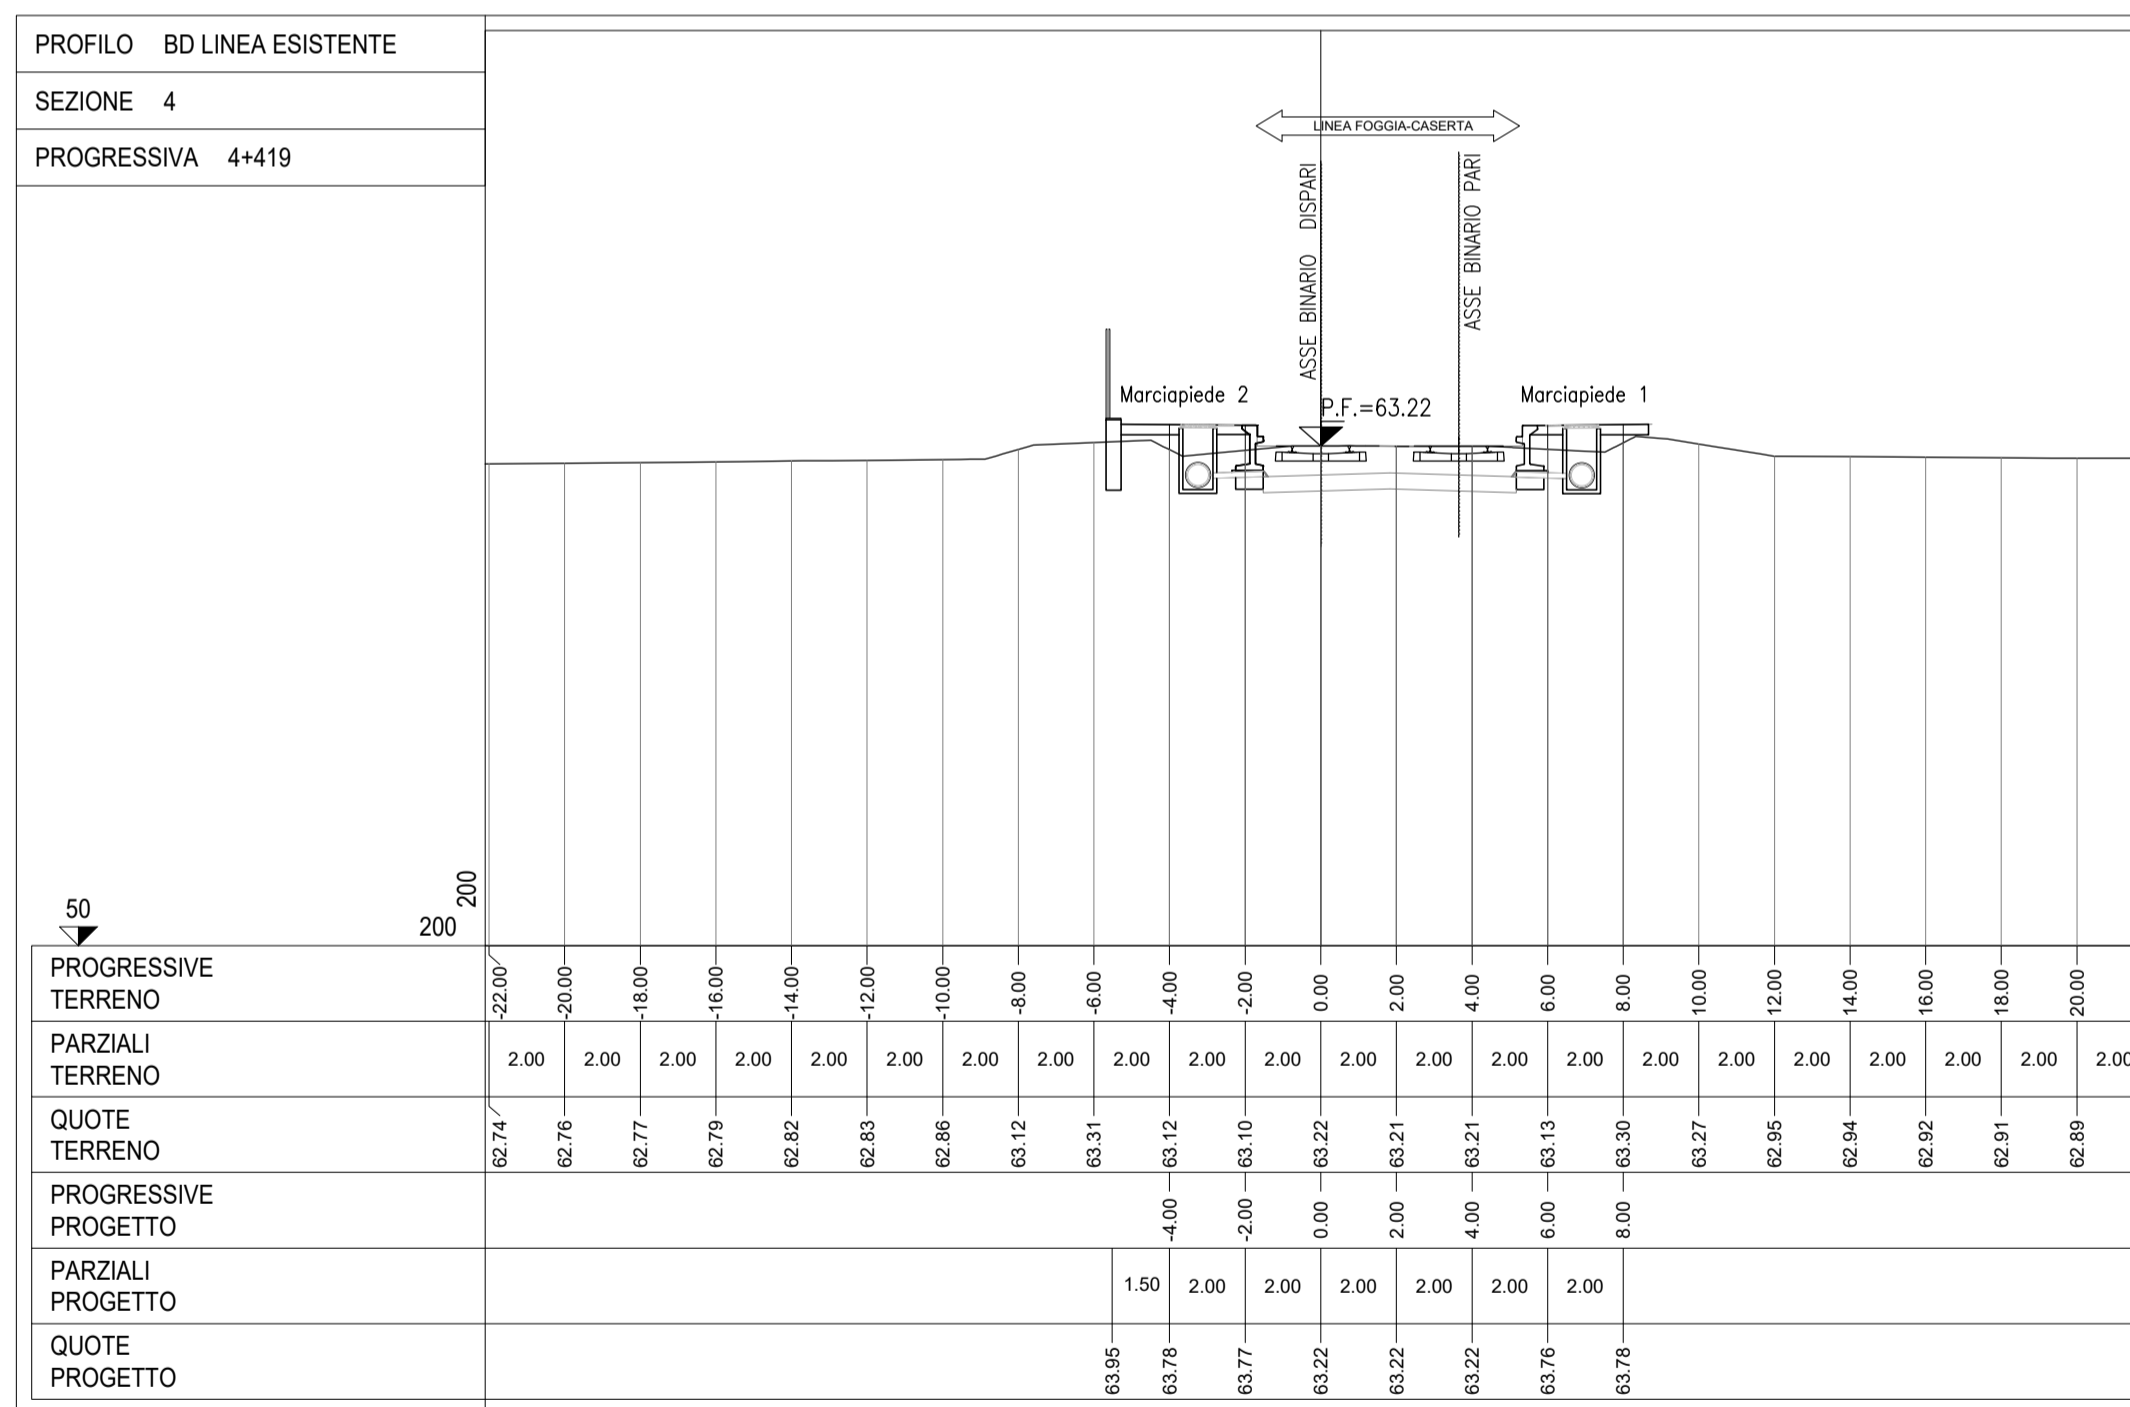 PROFILO BD LINEA ESISTENTE
SEZIONE 4
PROGRESSIVA 4+419
LINEA FOGGIA-CASERTA
ASSE BINARIO DISPARI
ASSE BINARIO PARI
Marciapiede 2
P.F.=63.22
Marciapiede 1
50
200
200
PROGRESSIVE
TERRENO
-22.00 -20.00 -18.00 -16.00 -14.00 -12.00 -10.00 -8.00 -6.00 -4.00 -2.00 0.00 2.00 4.00 6.00 8.00 10.00 12.00 14.00 16.00 18.00 20.00
PARZIALI
TERRENO
2.00 2.00 2.00 2.00 2.00 2.00 2.00 2.00 2.00 2.00 2.00 2.00 2.00 2.00 2.00 2.00 2.00 2.00 2.00 2.00 2.00 2.00
QUOTE
TERRENO
62.74 62.76 62.77 62.79 62.82 62.83 62.86 63.12 63.31 63.12 63.10 63.22 63.21 63.21 63.13 63.30 63.27 62.95 62.94 62.92 62.91 62.89
PROGRESSIVE
PROGETTO
-4.00 -2.00 0.00 2.00 4.00 6.00 8.00
PARZIALI
PROGETTO
1.50 2.00 2.00 2.00 2.00 2.00 2.00
QUOTE
PROGETTO
63.95 63.78 63.77 63.22 63.22 63.22 63.76 63.78